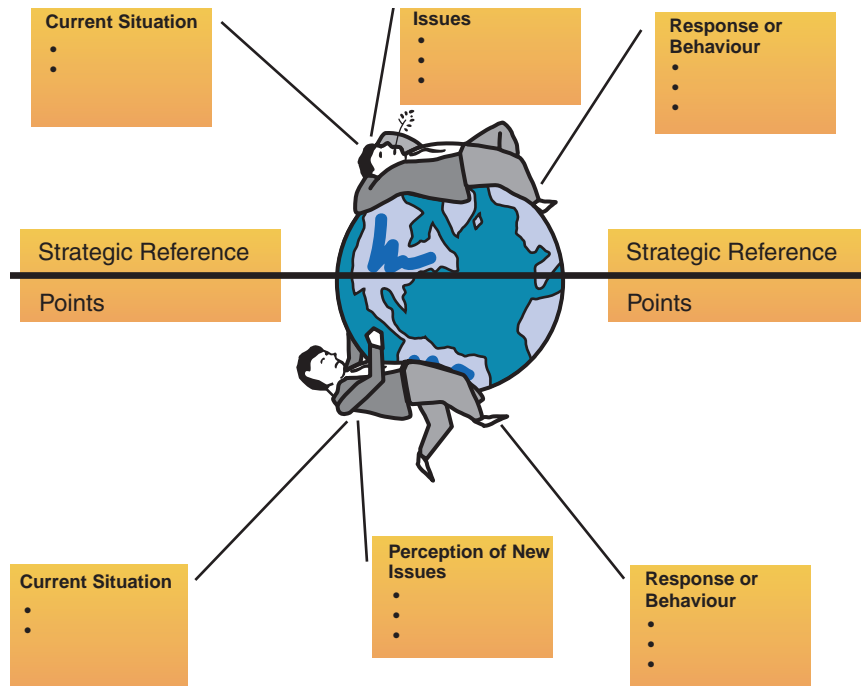 Current Situation
•
•
Issues
•
•
•
Response or
Behaviour
•
•
•
Strategic Reference
Points
Strategic Reference
Points
Current Situation
•
•
Perception of New
Issues
•
•
•
Response or
Behaviour
•
•
•